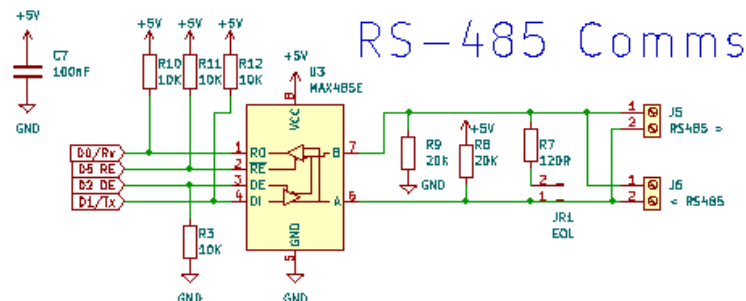 RS-485 Comms
+5V
+5V
+5V
+5V
+5V
C7
100nF
R10
10K
R11
10K
R12
10K
U3
MAX485E
8
VCC
GND
D0/Rx
D5 RE
D2 DE
D1/Tx
1
RO
2
RE
3
DE
4
DI
B
7
A
6
GND
5
R9
20K
GND
+5V
R8
20K
R7
120R
2
1
JR1
EOL
1
2
J5
RS485 >
1
2
J6
< RS485
R3
10K
GND
GND